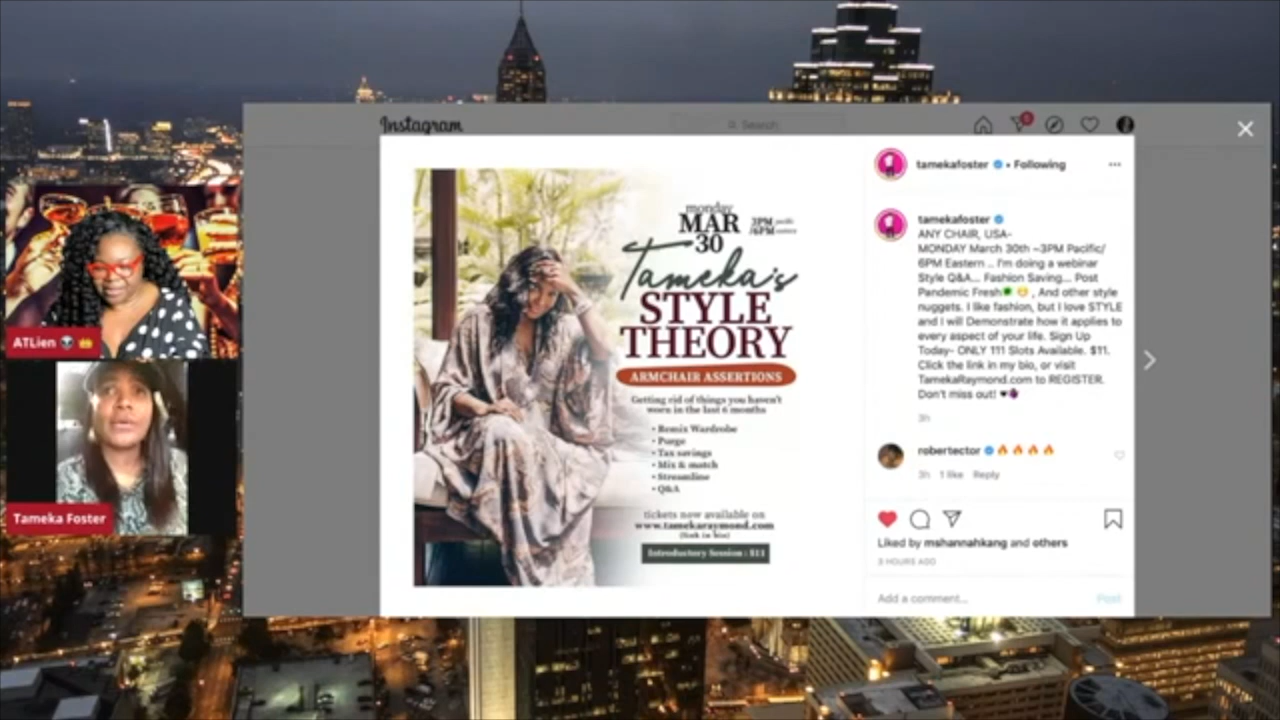 Instagram
Search
ATLien
Tameka Foster
monday
MAR
30
3PM pacific
/6PM eastern
Tameka's
STYLE
THEORY
ARMCHAIR ASSERTIONS
Getting rid of things you haven't
worn in the last 6 months
• Remix Wardrobe
• Purge
• Tax savings
• Mix & match
• Streamline
• Q&A
tickets now available on
www.tamekaraymond.com
(link in bio)
Introductory Session : $11
tamekafoster • Following
tamekafoster
ANY CHAIR, USA-
MONDAY March 30th ~3PM Pacific/
6PM Eastern .. I'm doing a webinar
Style Q&A... Fashion Saving... Post
Pandemic Fresh , And other style
nuggets. I like fashion, but I love STYLE
and I will Demonstrate how it applies to
every aspect of your life. Sign Up
Today- ONLY 111 Slots Available. $11.
Click the link in my bio, or visit
TamekaRaymond.com to REGISTER.
Don't miss out!
3h
robertector
3h 1 like Reply
Liked by mshannahkang and others
3 HOURS AGO
Add a comment... Post